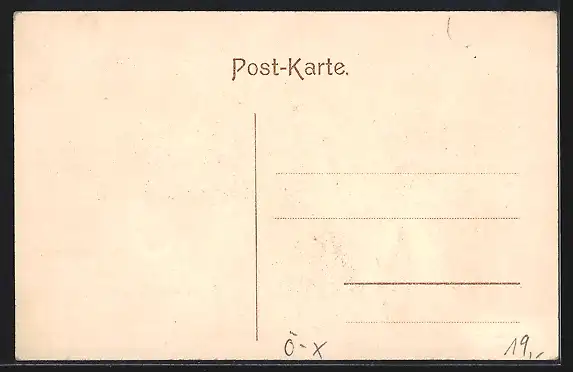 Post-Karte.
Ö-X
19,-